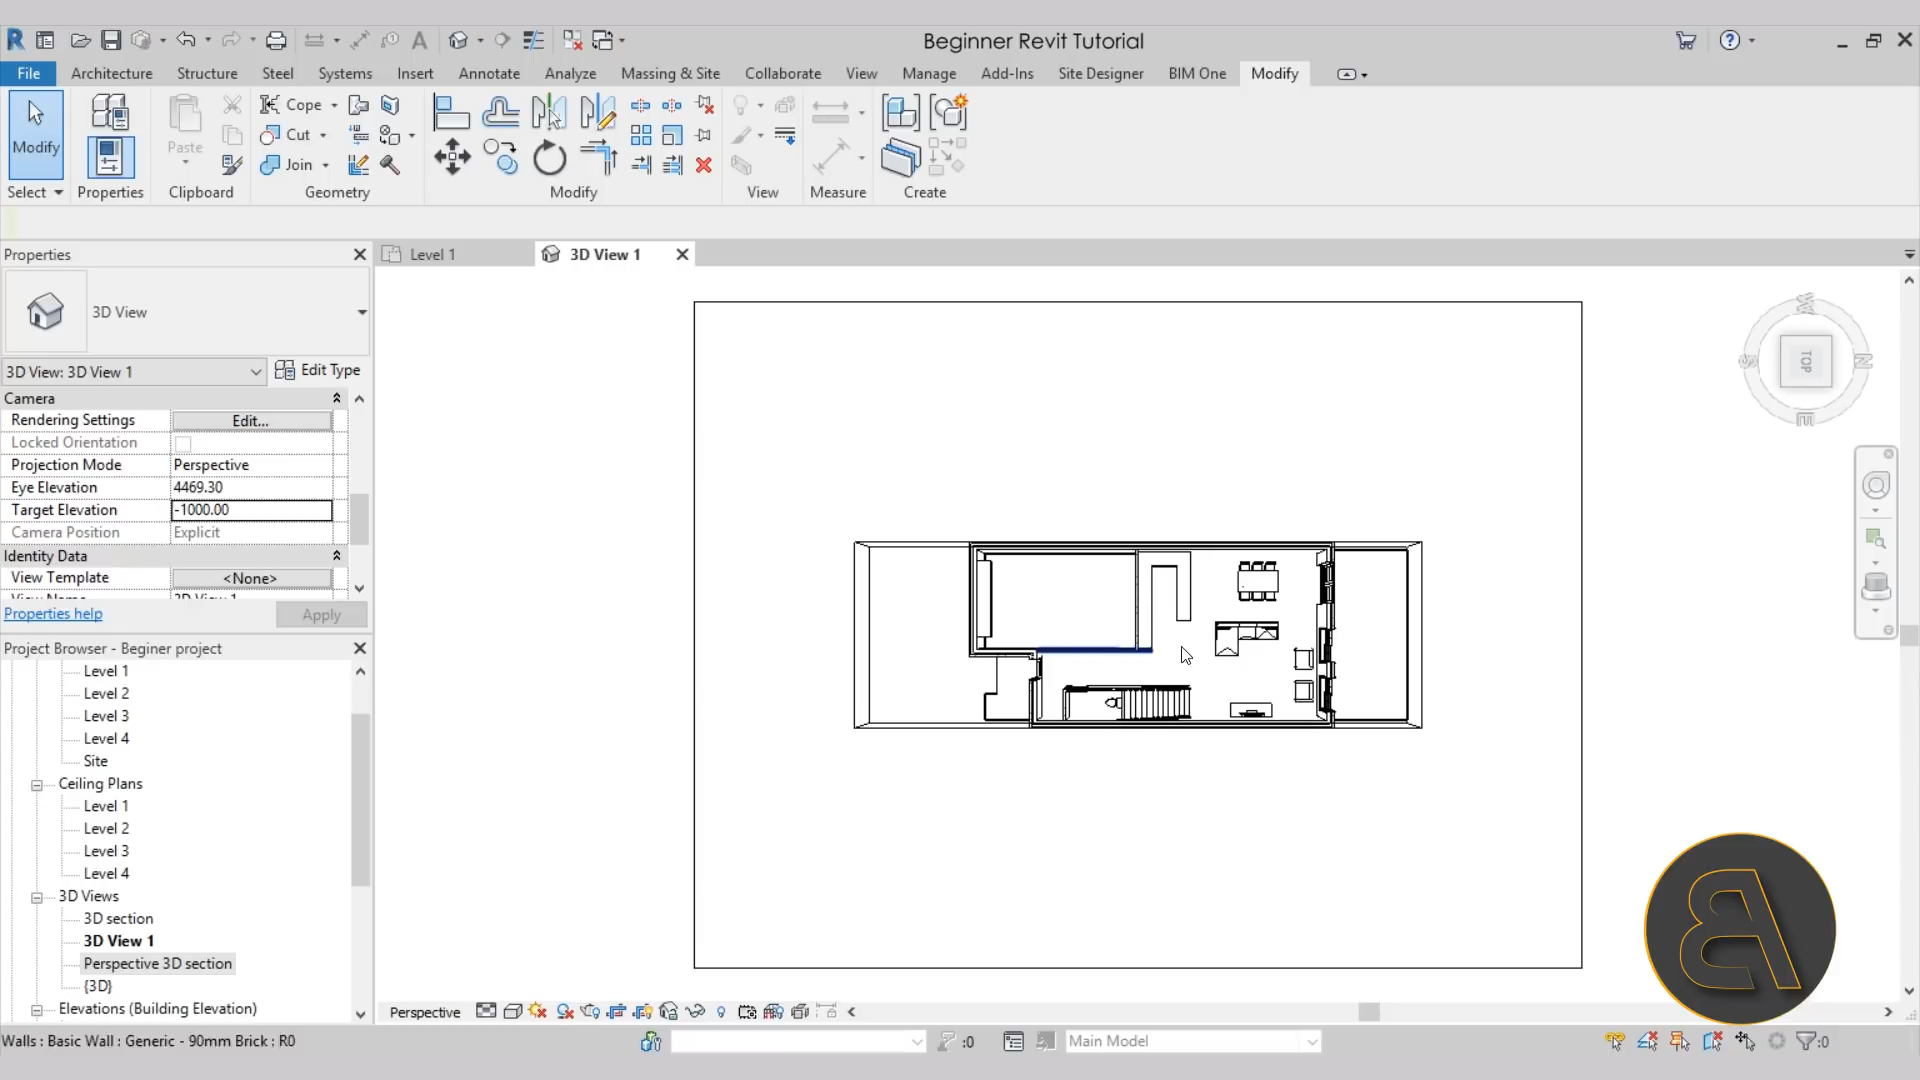 Beginner Revit Tutorial
File Architecture Structure Steel Systems Insert Annotate Analyze Massing & Site Collaborate View Manage Add-Ins Site Designer BIM One Modify
Modify
Paste
Cope
Cut
Join
Select Properties Clipboard Geometry Modify View Measure Create
Properties
Level 1
3D View 1
3D View
3D View: 3D View 1
Edit Type
Camera
Rendering Settings Edit...
Locked Orientation
Projection Mode Perspective
Eye Elevation 4469.30
Target Elevation -1000.00
Camera Position Explicit
Identity Data
View Template <None>
View Name 3D View 1
Properties help Apply
Project Browser - Beginer project
Level 1
Level 2
Level 3
Level 4
Site
Ceiling Plans
Level 1
Level 2
Level 3
Level 4
3D Views
3D section
3D View 1
Perspective 3D section
{3D}
Elevations (Building Elevation)
W
S
TOP
N
E
B
Perspective
Walls : Basic Wall : Generic - 90mm Brick : R0
:0
Main Model
:0